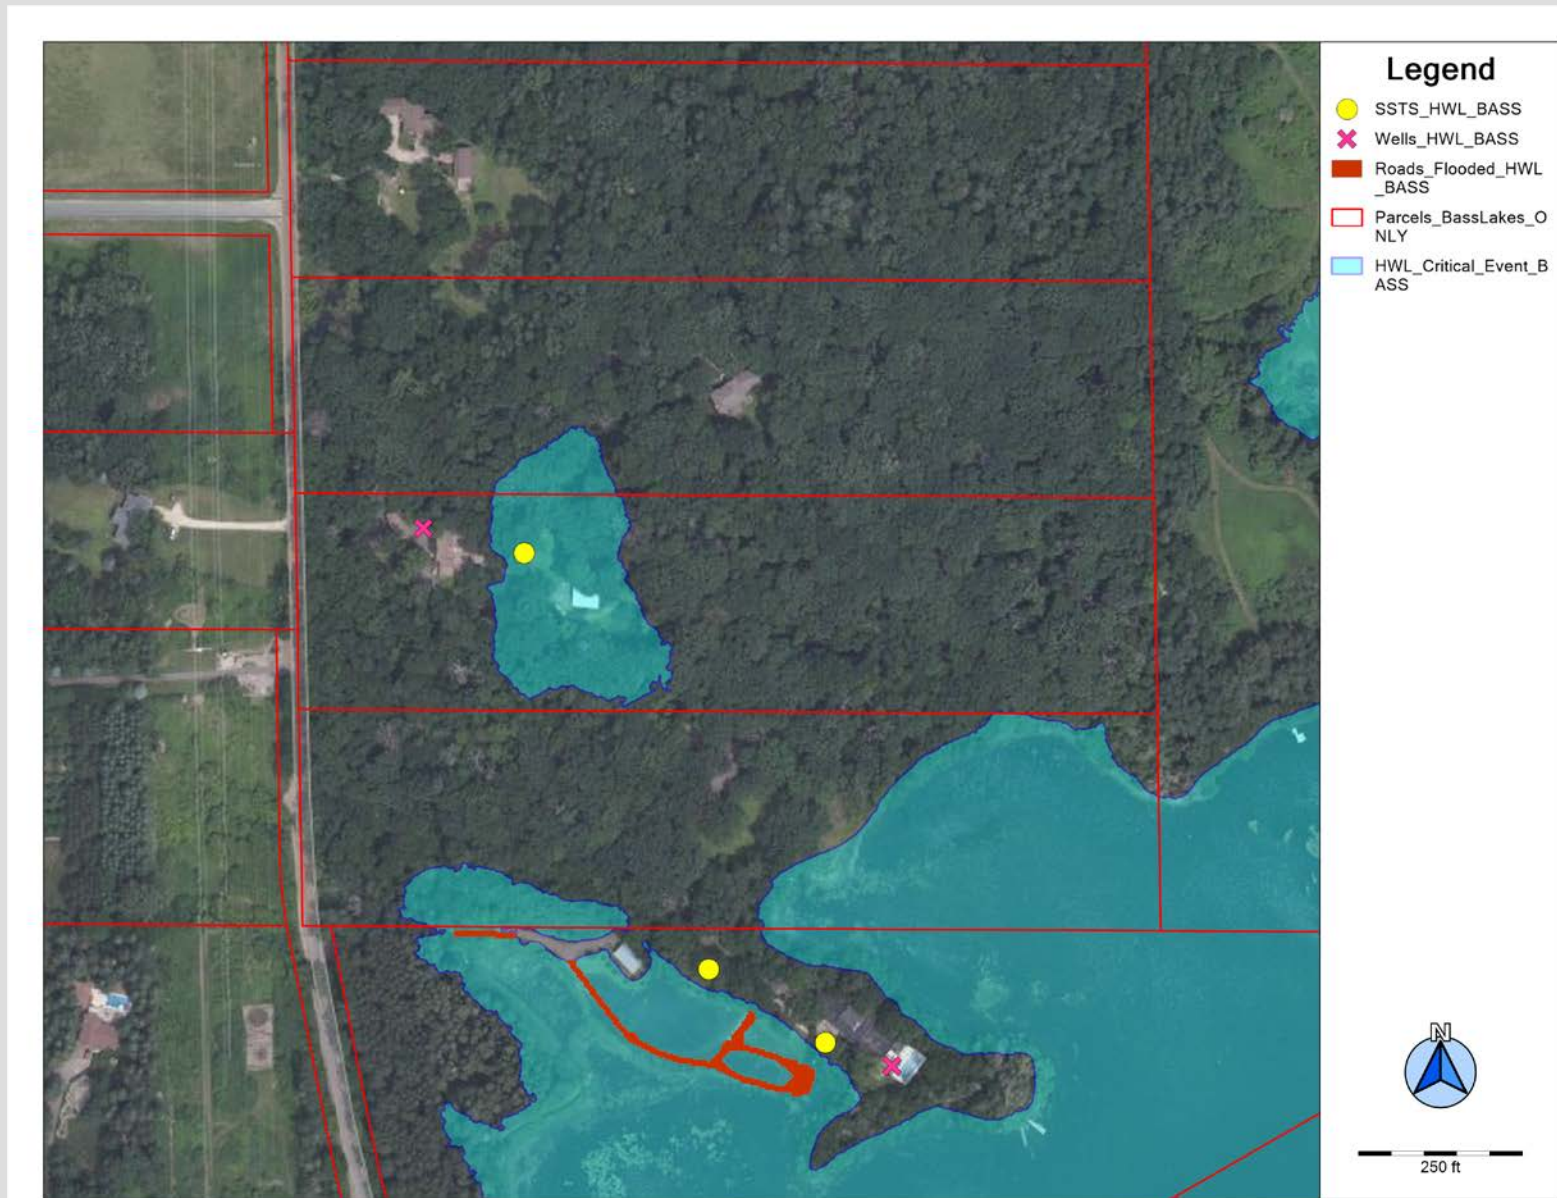 Legend
SSTS_HWL_BASS
Wells_HWL_BASS
Roads_Flooded_HWL
_BASS
Parcels_BassLakes_O
NLY
HWL_Critical_Event_B
ASS
N
250 ft